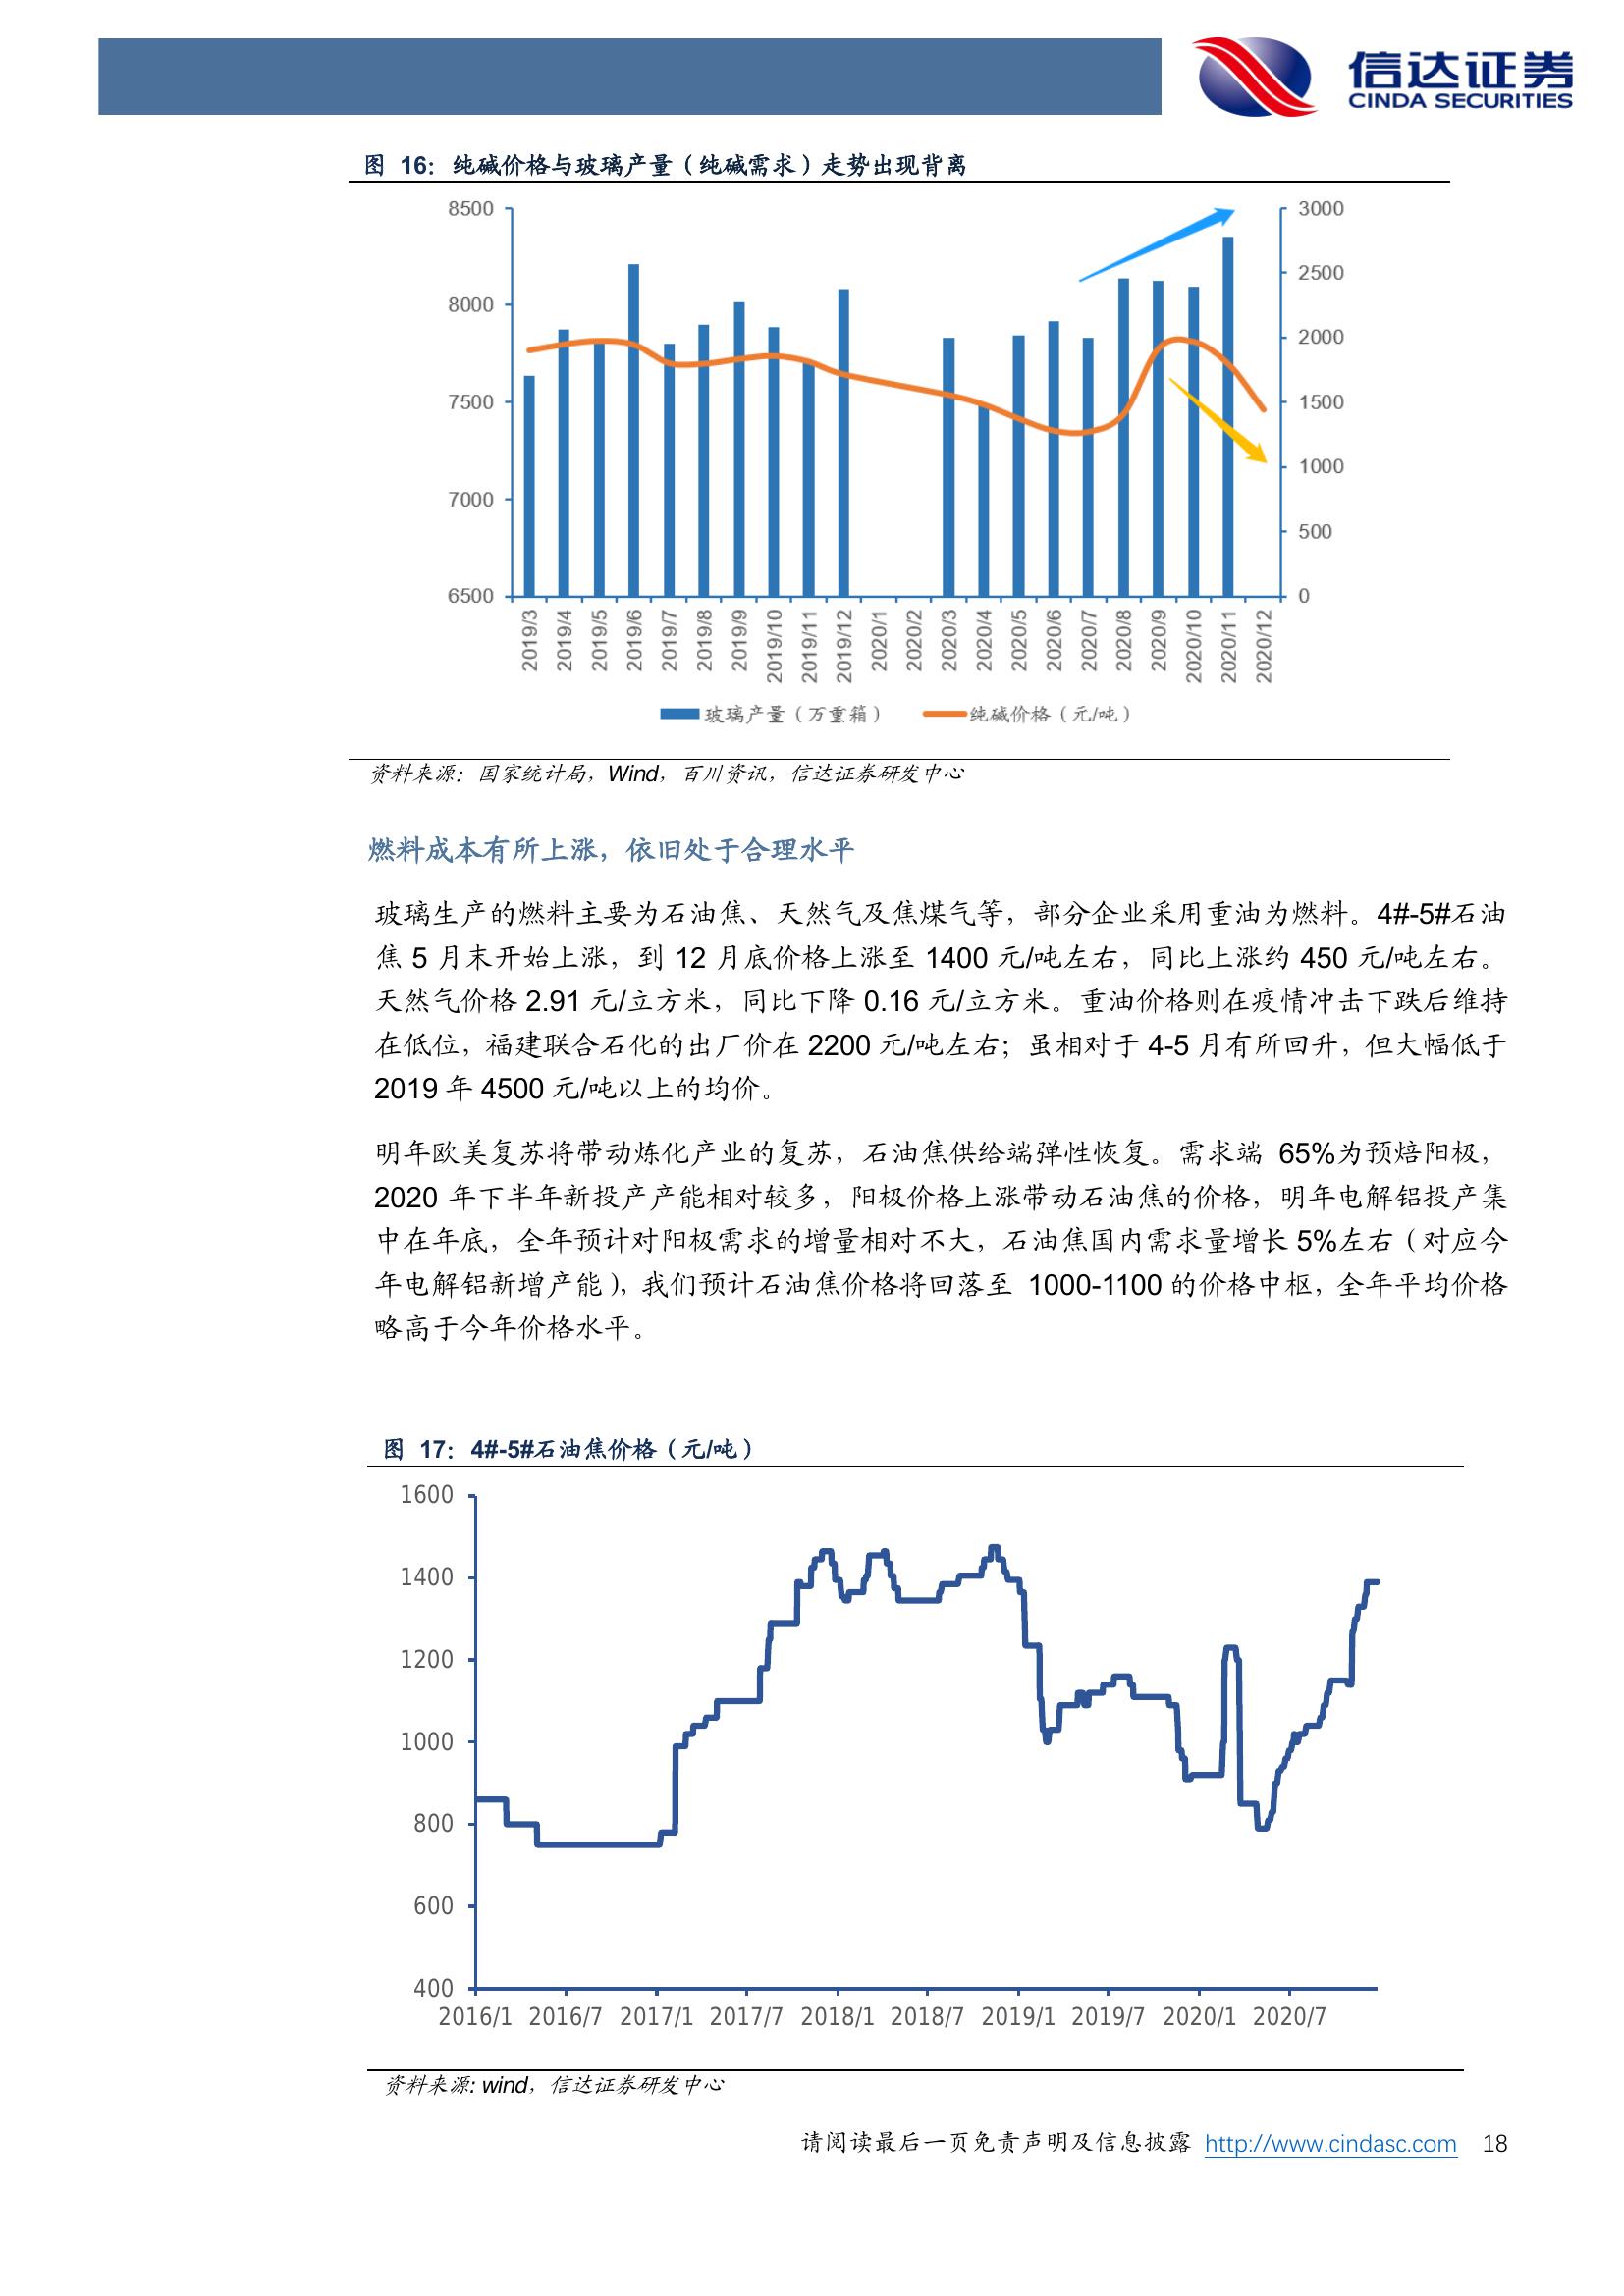 信达证券
CINDA SECURITIES
图 16：纯碱价格与玻璃产量（纯碱需求）走势出现背离
8500
8000
7500
7000
6500
3000
2500
2000
1500
1000
500
0
2019/3
2019/4
2019/5
2019/6
2019/7
2019/8
2019/9
2019/10
2019/11
2019/12
2020/1
2020/2
2020/3
2020/4
2020/5
2020/6
2020/7
2020/8
2020/9
2020/10
2020/11
2020/12
玻璃产量（万重箱） 纯碱价格（元/吨）
资料来源：国家统计局，Wind，百川资讯，信达证券研发中心
燃料成本有所上涨，依旧处于合理水平
玻璃生产的燃料主要为石油焦、天然气及焦煤气等，部分企业采用重油为燃料。4#-5#石油
焦 5 月末开始上涨，到 12 月底价格上涨至 1400 元/吨左右，同比上涨约 450 元/吨左右。
天然气价格 2.91 元/立方米，同比下降 0.16 元/立方米。重油价格则在疫情冲击下跌后维持
在低位，福建联合石化的出厂价在 2200 元/吨左右；虽相对于 4-5 月有所回升，但大幅低于
2019 年 4500 元/吨以上的均价。
明年欧美复苏将带动炼化产业的复苏，石油焦供给端弹性恢复。需求端 65%为预焙阳极，
2020 年下半年新投产产能相对较多，阳极价格上涨带动石油焦的价格，明年电解铝投产集
中在年底，全年预计对阳极需求的增量相对不大，石油焦国内需求量增长 5%左右（对应今
年电解铝新增产能），我们预计石油焦价格将回落至 1000-1100 的价格中枢，全年平均价格
略高于今年价格水平。
图 17：4#-5#石油焦价格（元/吨）
1600
1400
1200
1000
800
600
400
2016/1 2016/7 2017/1 2017/7 2018/1 2018/7 2019/1 2019/7 2020/1 2020/7
资料来源: wind，信达证券研发中心
请阅读最后一页免责声明及信息披露 http://www.cindasc.com 18